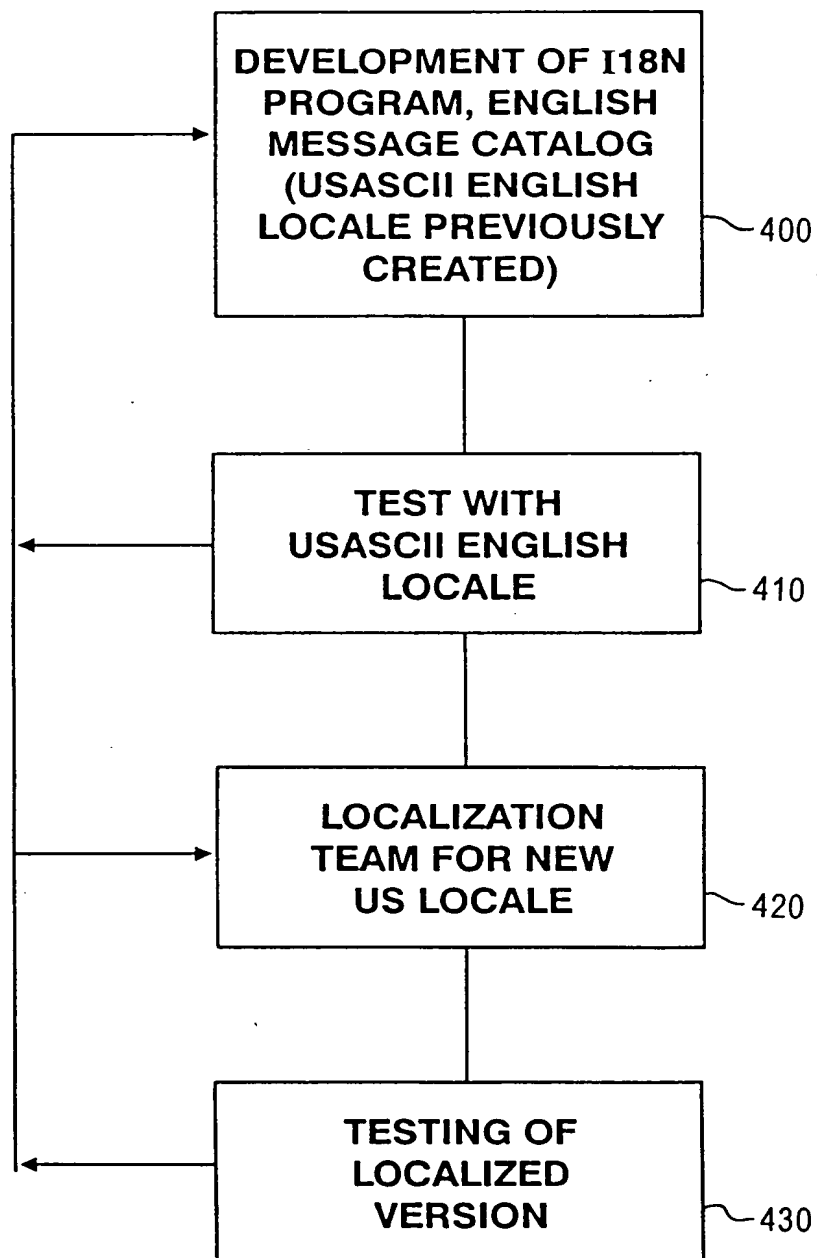 DEVELOPMENT OF I18N
PROGRAM, ENGLISH
MESSAGE CATALOG
(USASCII ENGLISH
LOCALE PREVIOUSLY
CREATED)
400
TEST WITH
USASCII ENGLISH
LOCALE
410
LOCALIZATION
TEAM FOR NEW
US LOCALE
420
TESTING OF
LOCALIZED
VERSION
430